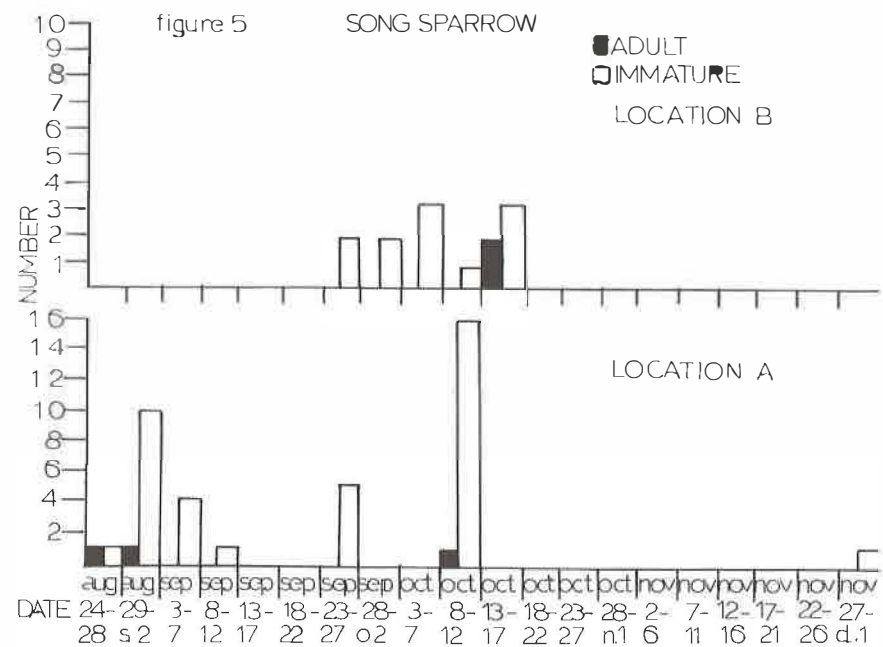 figure 5 SONG SPARROW
ADULT
IMMATURE
LOCATION B
10
9
8
7
6
5
4
3
2
1
NUMBER
16
14
12
10
8
6
4
2
LOCATION A
aug aug sep sep sep sep sep sep oct oct oct oct oct oct nov nov nov nov nov nov
DATE 24- 29- 3- 8- 13- 18- 23- 28- 3- 8- 13- 18- 23- 28- 2- 7- 12- 17- 22- 27-
28 s.2 7 12 17 22 27 o.2 7 12 17 22 27 n.1 6 11 16 21 26 d.1